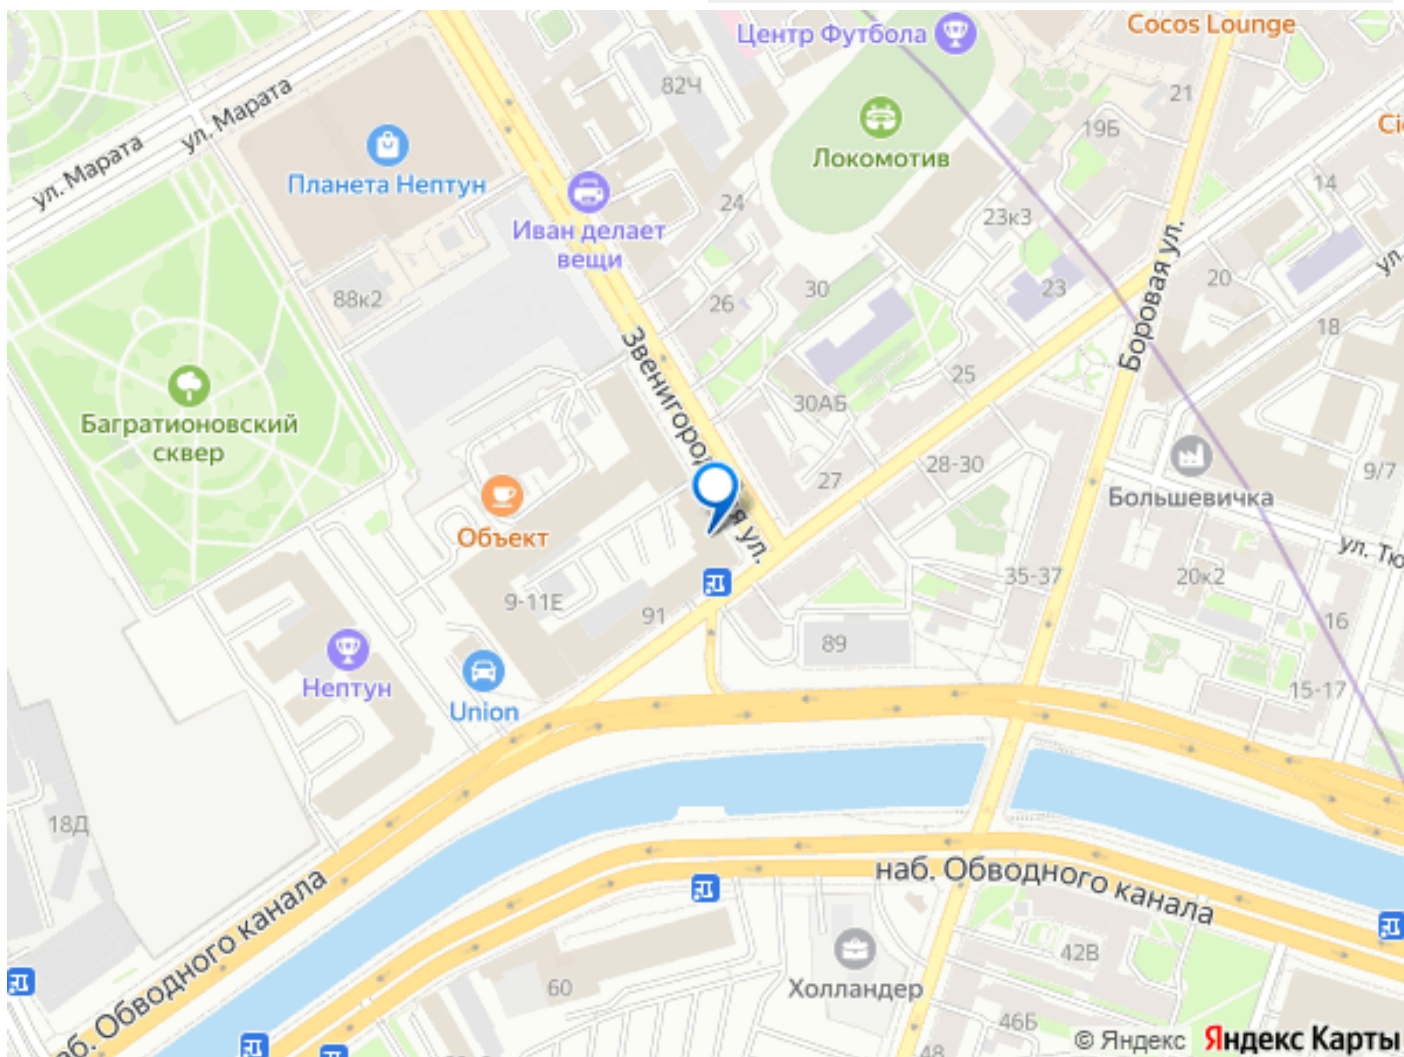 Центр Футбола
Cocos Lounge
82Ч
21
19Б
ул. Марата
ул. Марата
Локомотив
Планета Нептун
14
24
23к3
Иван делает
вещи
88к2
26
30
23
20
Боровая ул.
18
Звенигородская ул.
25
30АБ
Багратионовский
сквер
28-30
27
9/7
Большевичка
Объект
ул. Тю
9-11Е
91
35-37
20к2
16
89
Нептун
Union
15-17
18Д
наб. Обводного канала
наб. Обводного канала
42В
60
Холландер
46Б
48
© Яндекс Яндекс Карты